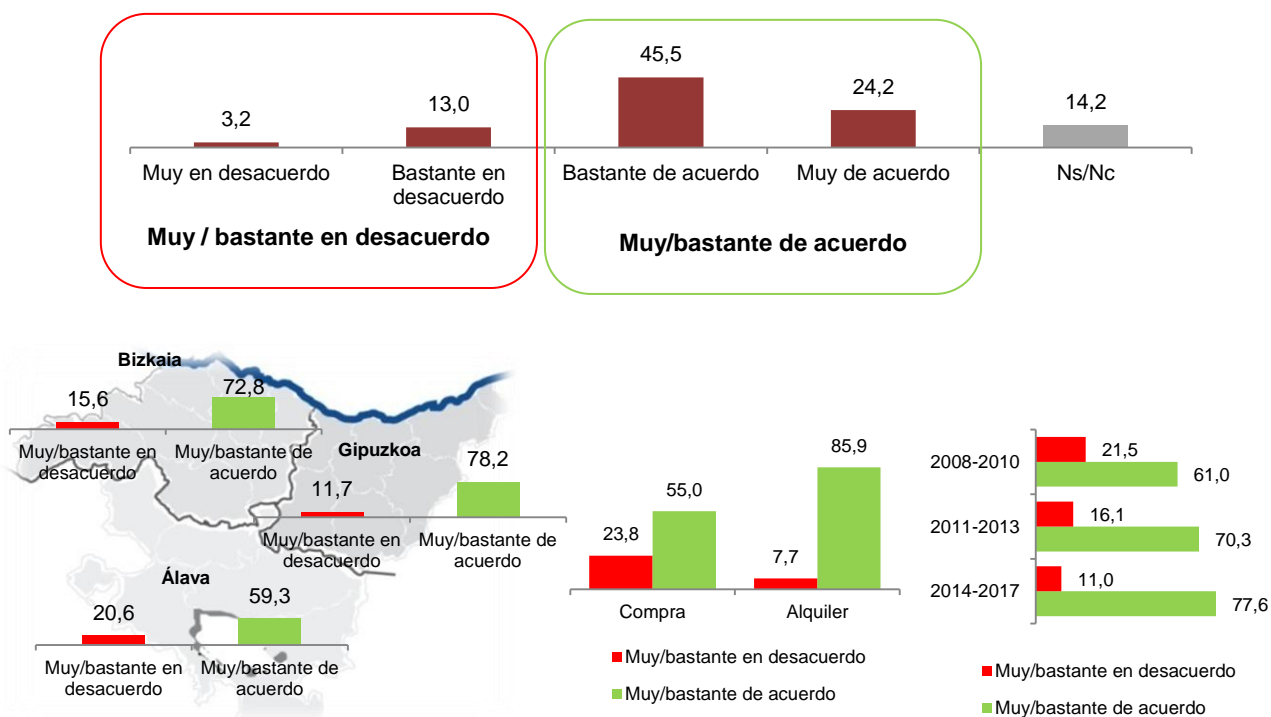 45,5
24,2
14,2
13,0
3,2
Muy en desacuerdo
Bastante en
desacuerdo
Bastante de acuerdo
Muy de acuerdo
Ns/Nc
Muy / bastante en desacuerdo
Muy/bastante de acuerdo
Bizkaia
15,6
72,8
Muy/bastante en
desacuerdo
Muy/bastante de
acuerdo
Gipuzkoa
11,7
78,2
Muy/bastante en
desacuerdo
Muy/bastante de
acuerdo
Álava
20,6
59,3
Muy/bastante en
desacuerdo
Muy/bastante de
acuerdo
23,8
55,0
7,7
85,9
Compra
Alquiler
Muy/bastante en desacuerdo
Muy/bastante de acuerdo
2008-2010
21,5
61,0
2011-2013
16,1
70,3
2014-2017
11,0
77,6
Muy/bastante en desacuerdo
Muy/bastante de acuerdo